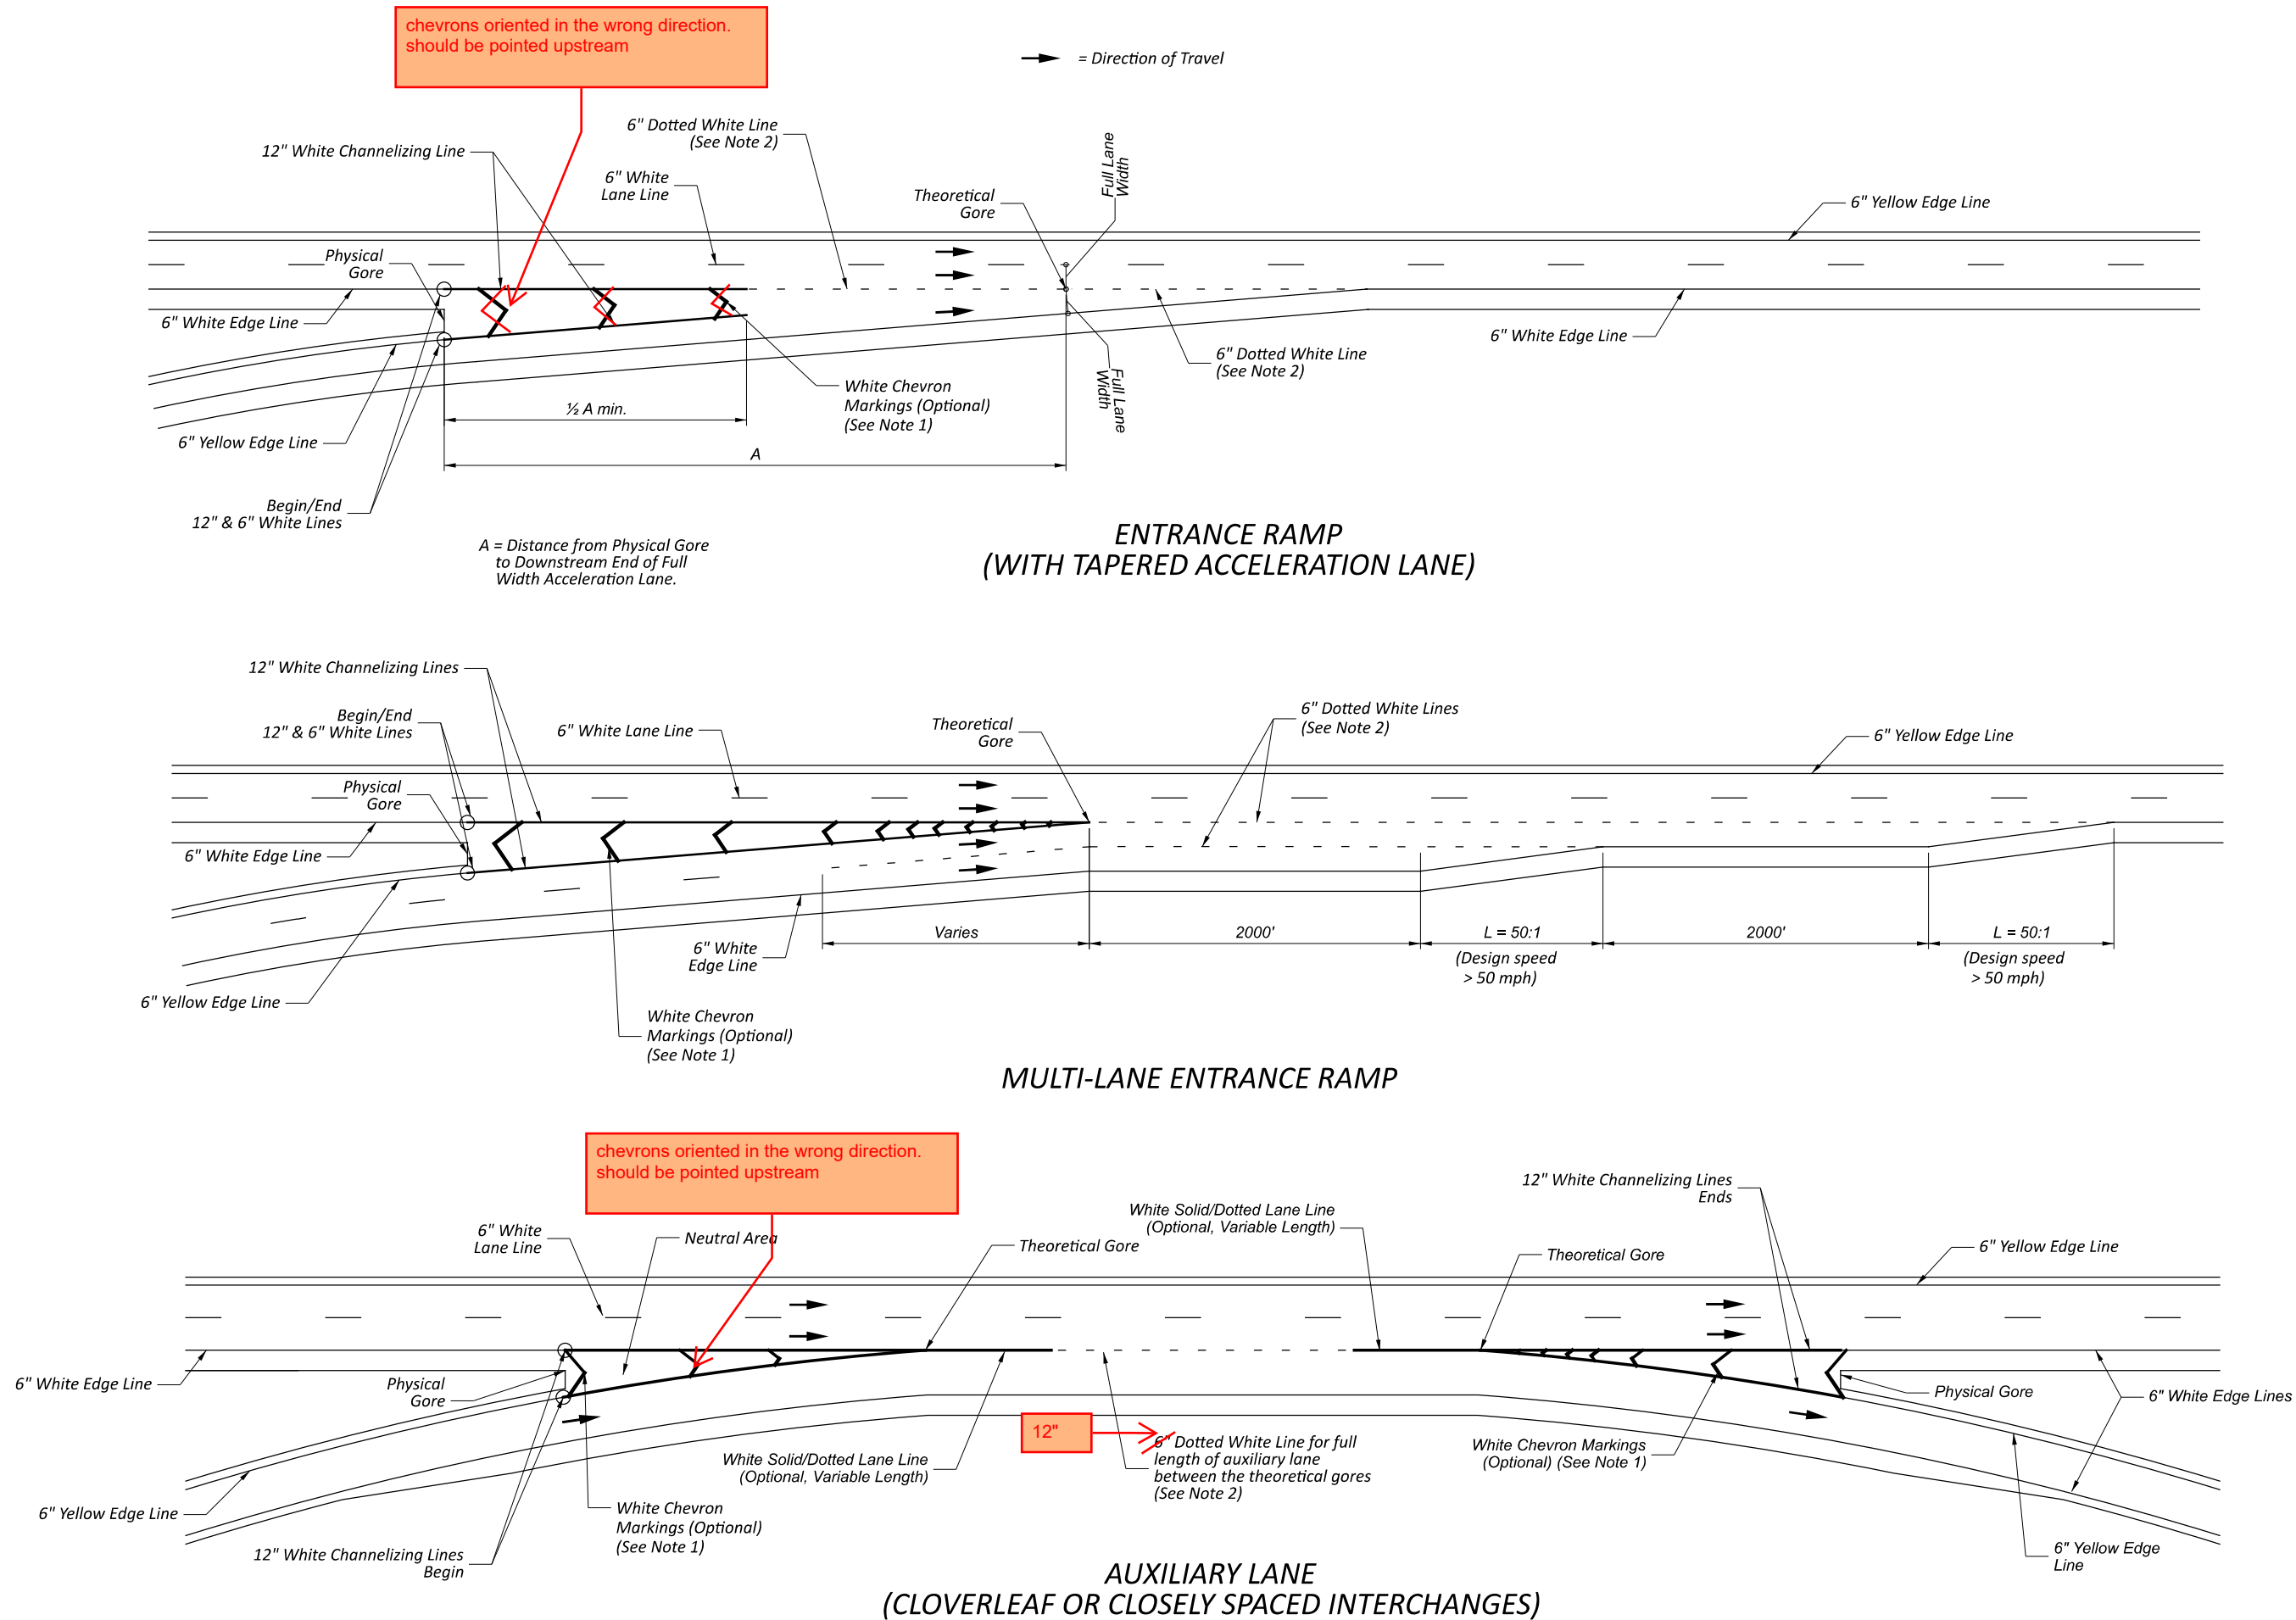 chevrons oriented in the wrong direction.
should be pointed upstream
= Direction of Travel
6" Dotted White Line
(See Note 2)
12" White Channelizing Line
6" White
Lane Line
Full Lane
Width
Theoretical
Gore
6" Yellow Edge Line
Physical
Gore
6" White Edge Line
6" White Edge Line
6" Dotted White Line
(See Note 2)
Full Lane
Width
White Chevron
Markings (Optional)
(See Note 1)
½ A min.
6" Yellow Edge Line
A
Begin/End
12" & 6" White Lines
A = Distance from Physical Gore
to Downstream End of Full
Width Acceleration Lane.
ENTRANCE RAMP
(WITH TAPERED ACCELERATION LANE)
12" White Channelizing Lines
Begin/End
12" & 6" White Lines
6" White Lane Line
Theoretical
Gore
6" Dotted White Lines
(See Note 2)
6" Yellow Edge Line
Physical
Gore
6" White Edge Line
Varies
2000'
L = 50:1
(Design speed
> 50 mph)
2000'
L = 50:1
(Design speed
> 50 mph)
6" White
Edge Line
6" Yellow Edge Line
White Chevron
Markings (Optional)
(See Note 1)
MULTI-LANE ENTRANCE RAMP
chevrons oriented in the wrong direction.
should be pointed upstream
12" White Channelizing Lines
Ends
White Solid/Dotted Lane Line
(Optional, Variable Length)
6" White
Lane Line
Neutral Area
Theoretical Gore
Theoretical Gore
6" Yellow Edge Line
6" White Edge Line
Physical
Gore
Physical Gore
6" White Edge Lines
12"
6" Dotted White Line for full
length of auxiliary lane
between the theoretical gores
(See Note 2)
White Solid/Dotted Lane Line
(Optional, Variable Length)
White Chevron Markings
(Optional) (See Note 1)
6" Yellow Edge Line
White Chevron
Markings (Optional)
(See Note 1)
12" White Channelizing Lines
Begin
6" Yellow Edge
Line
AUXILIARY LANE
(CLOVERLEAF OR CLOSELY SPACED INTERCHANGES)